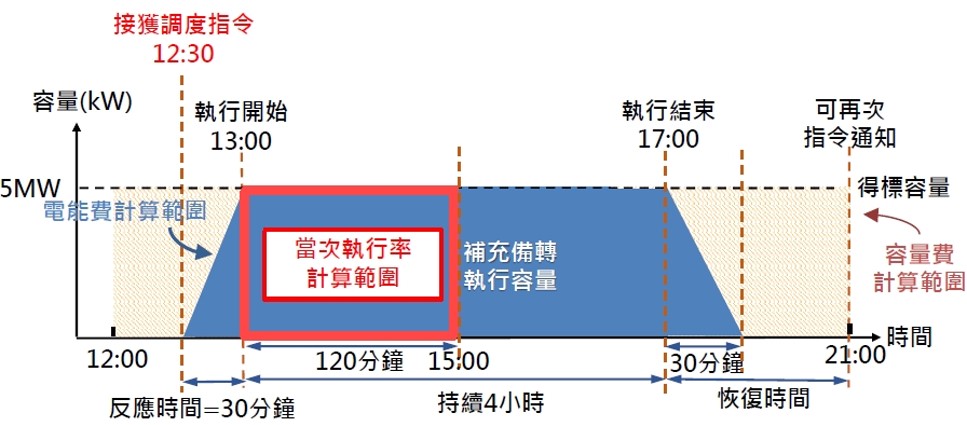 接獲調度指令
12:30
容量(kW)
執行開始
13:00
執行結束
17:00
可再次
指令通知
5MW
得標容量
電能費計算範圍
當次執行率
計算範圍
補充備轉
執行容量
容量費
計算範圍
時間
12:00
120分鐘
15:00
30分鐘
21:00
反應時間=30分鐘
持續4小時
恢復時間